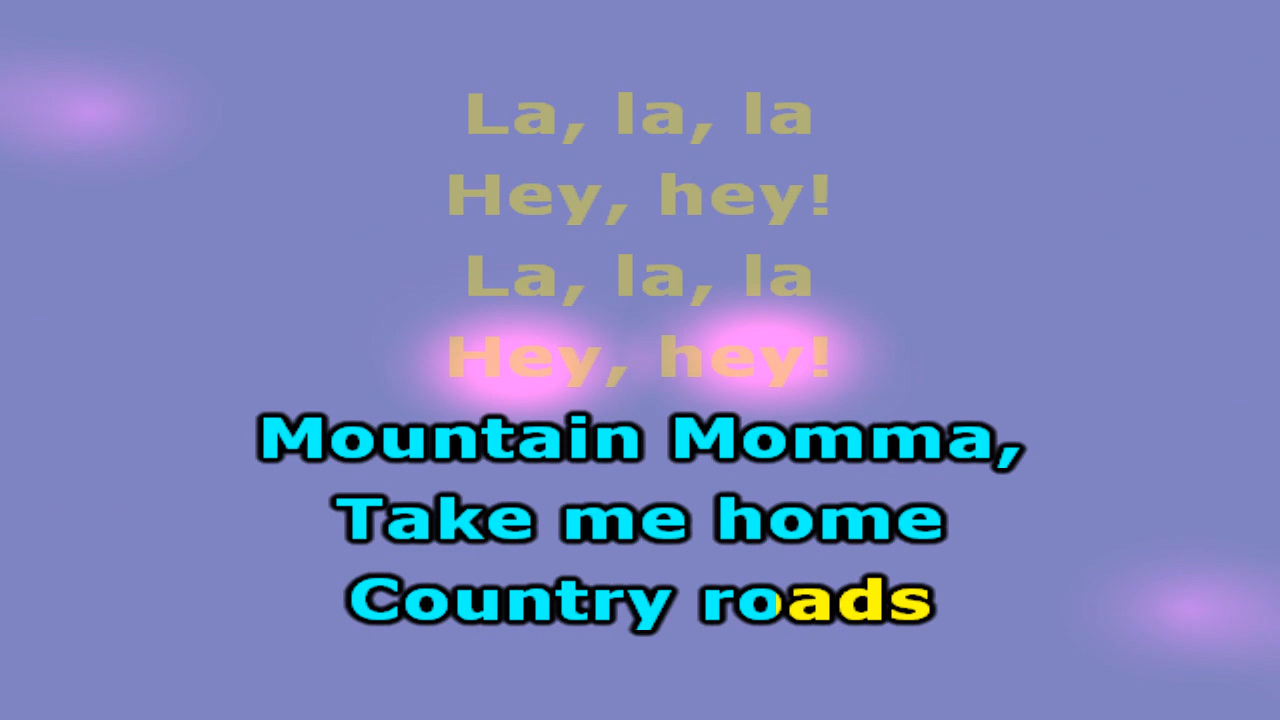 La, la, la
Hey, hey!
La, la, la
Hey, hey!
Mountain Momma,
Take me home
Country roads